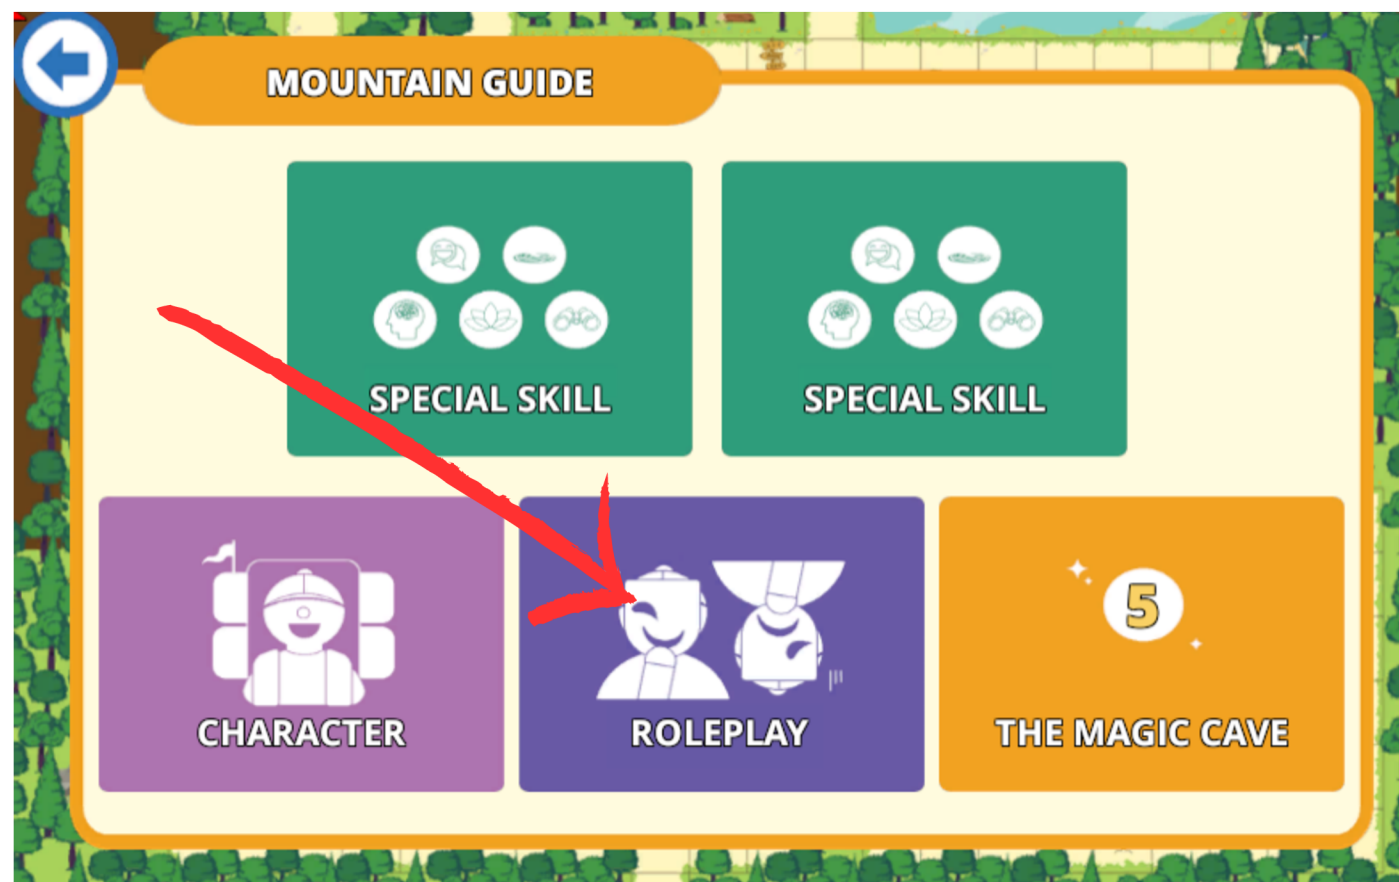 MOUNTAIN GUIDE
SPECIAL SKILL
SPECIAL SKILL
CHARACTER
ROLEPLAY
5
THE MAGIC CAVE